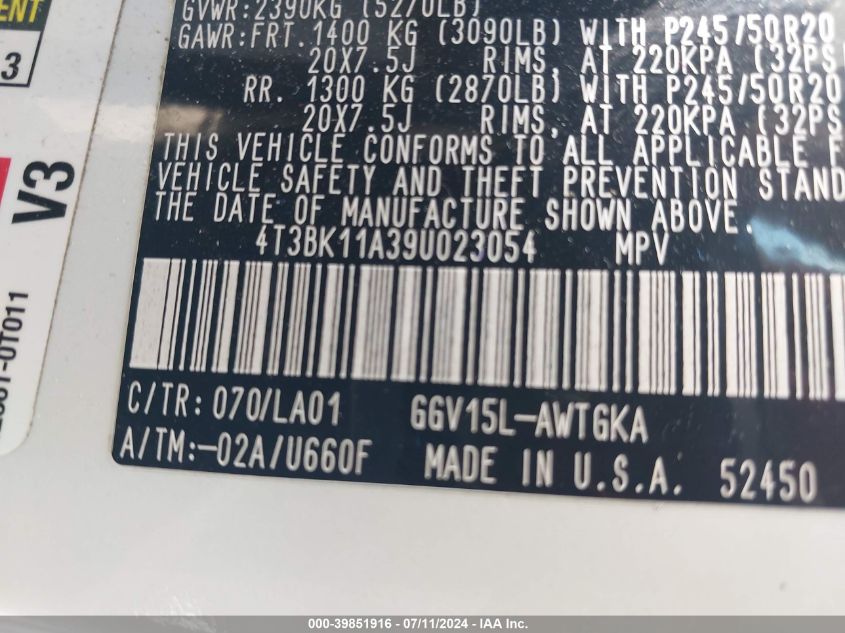 GVWR:2390KG (5270LB)
GAWR:FRT.1400 KG (3090LB) WITH P245/50R20
20X7.5J RIMS, AT 220KPA (32PS
RR. 1300 KG (2870LB) WITH P245/50R20
20X7.5J RIMS, AT 220KPA (32PS
THIS VEHICLE CONFORMS TO ALL APPLICABLE F
VEHICLE SAFETY AND THEFT PREVENTION STAND
THE DATE OF MANUFACTURE SHOWN ABOVE.
4T3BK11A39U023054 MPV
C/TR: 070/LA01 GGV15L-AWTGKA
A/TM:-02A/U660F MADE IN U.S.A. 52450
ENT
3
V3
-0T011
000-39851916 - 07/11/2024 - IAA Inc.